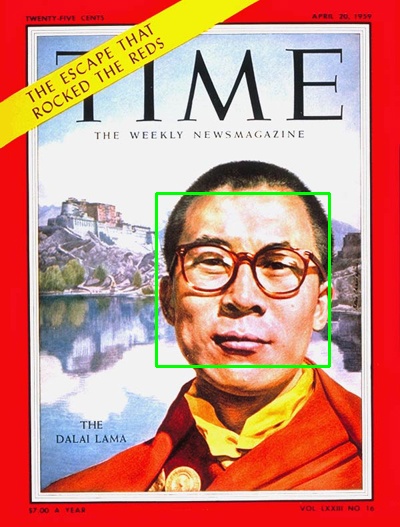 TWENTY-FIVE CENTS
APRIL 20, 1959
THE ESCAPE THAT
ROCKED THE REDS
TIME
THE WEEKLY NEWSMAGAZINE
THE
DALAI LAMA
$7.00 A YEAR
VOL. LXXIII NO. 16